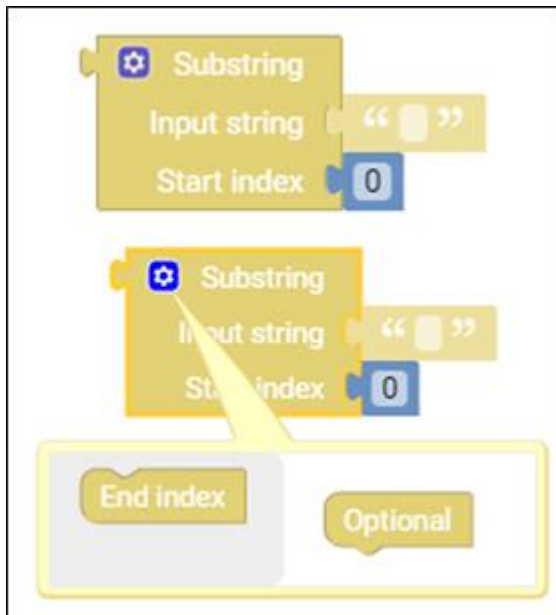 Substring
Input string “ ”
Start index 0
Substring
Input string “ ”
Start index 0
End index
Optional